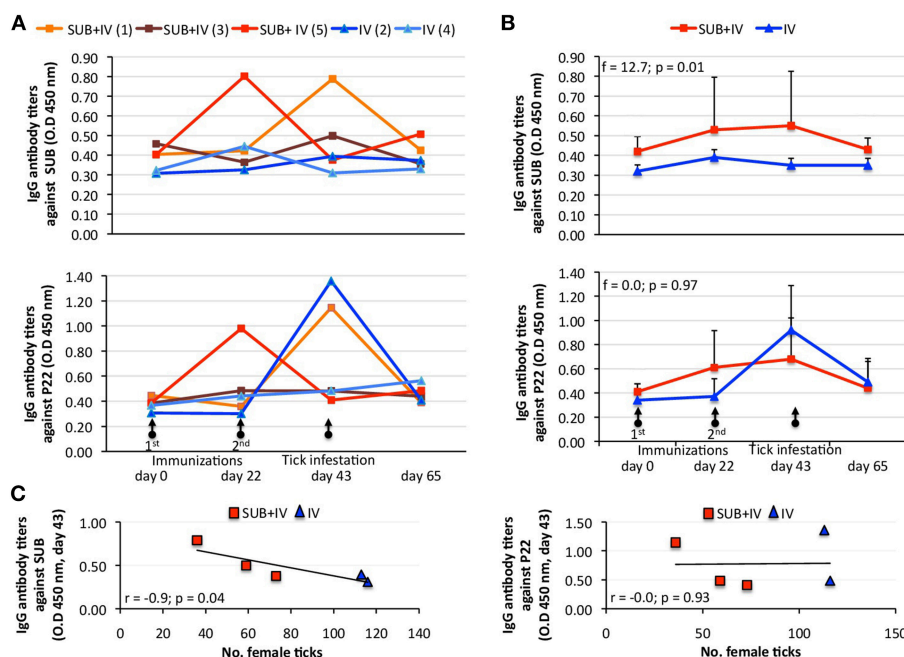 A
SUB+IV (1) SUB+IV (3) SUB+ IV (5) IV (2) IV (4)
IgG antibody titers
against SUB (O.D 450 nm)
0.90
0.80
0.70
0.60
0.50
0.40
0.30
0.20
0.10
0.00
IgG antibody titers
against P22 (O.D 450 nm)
1.40
1.20
1.00
0.80
0.60
0.40
0.20
0.00
1st 2nd
Immunizations Tick infestation
day 0 day 22 day 43 day 65
B
SUB+IV IV
f = 12.7; p = 0.01
IgG antibody titers
against SUB (O.D 450 nm)
0.90
0.80
0.70
0.60
0.50
0.40
0.30
0.20
0.10
0.00
f = 0.0; p = 0.97
IgG antibody titers
against P22 (O.D 450 nm)
1.40
1.20
1.00
0.80
0.60
0.40
0.20
0.00
1st 2nd
Immunizations Tick infestation
day 0 day 22 day 43 day 65
C
SUB+IV IV
IgG antibody titers
against SUB
(O.D 450 nm, day 43)
1.00
0.50
0.00
r = -0.9; p = 0.04
0 20 40 60 80 100 120 140
No. female ticks
SUB+IV IV
IgG antibody titers
against P22
(O.D 450 nm, day 43)
1.50
1.00
0.50
0.00
r = -0.0; p = 0.93
0 50 100 150
No. female ticks